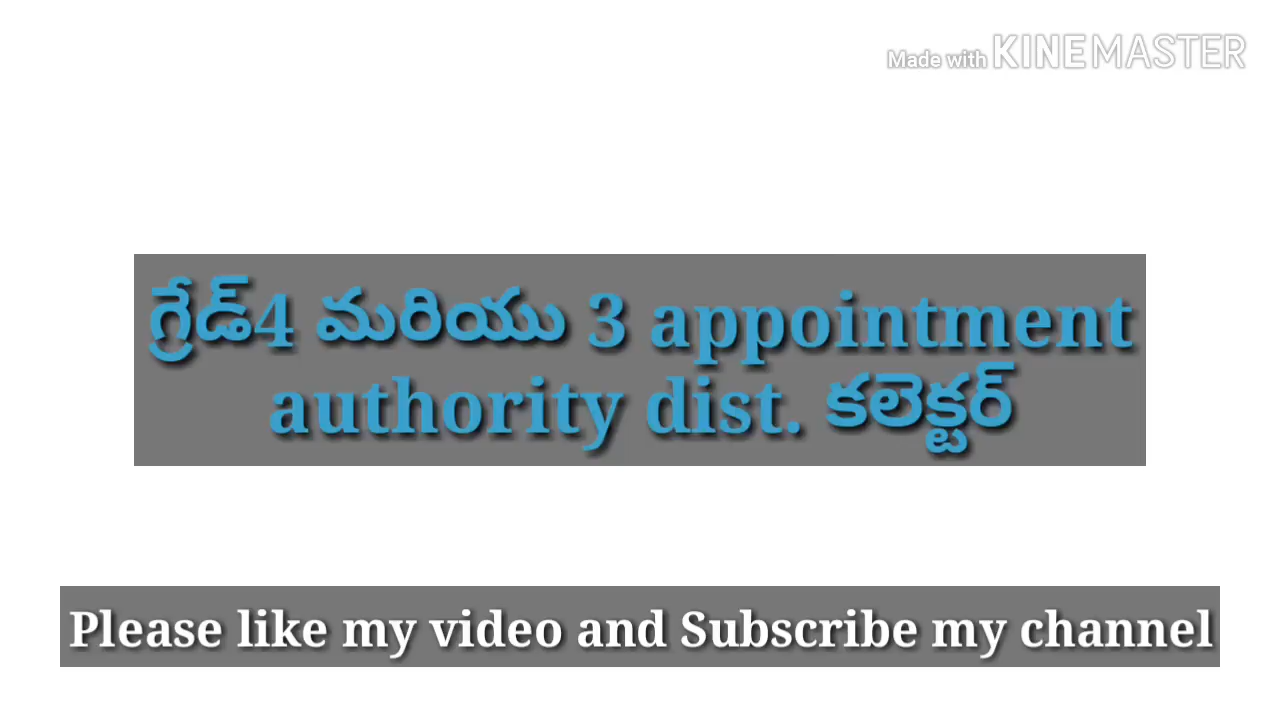 Made with KINEMASTER
గ్రేడ్4 మరియు 3 appointment
authority dist. కలెక్టర్
Please like my video and Subscribe my channel